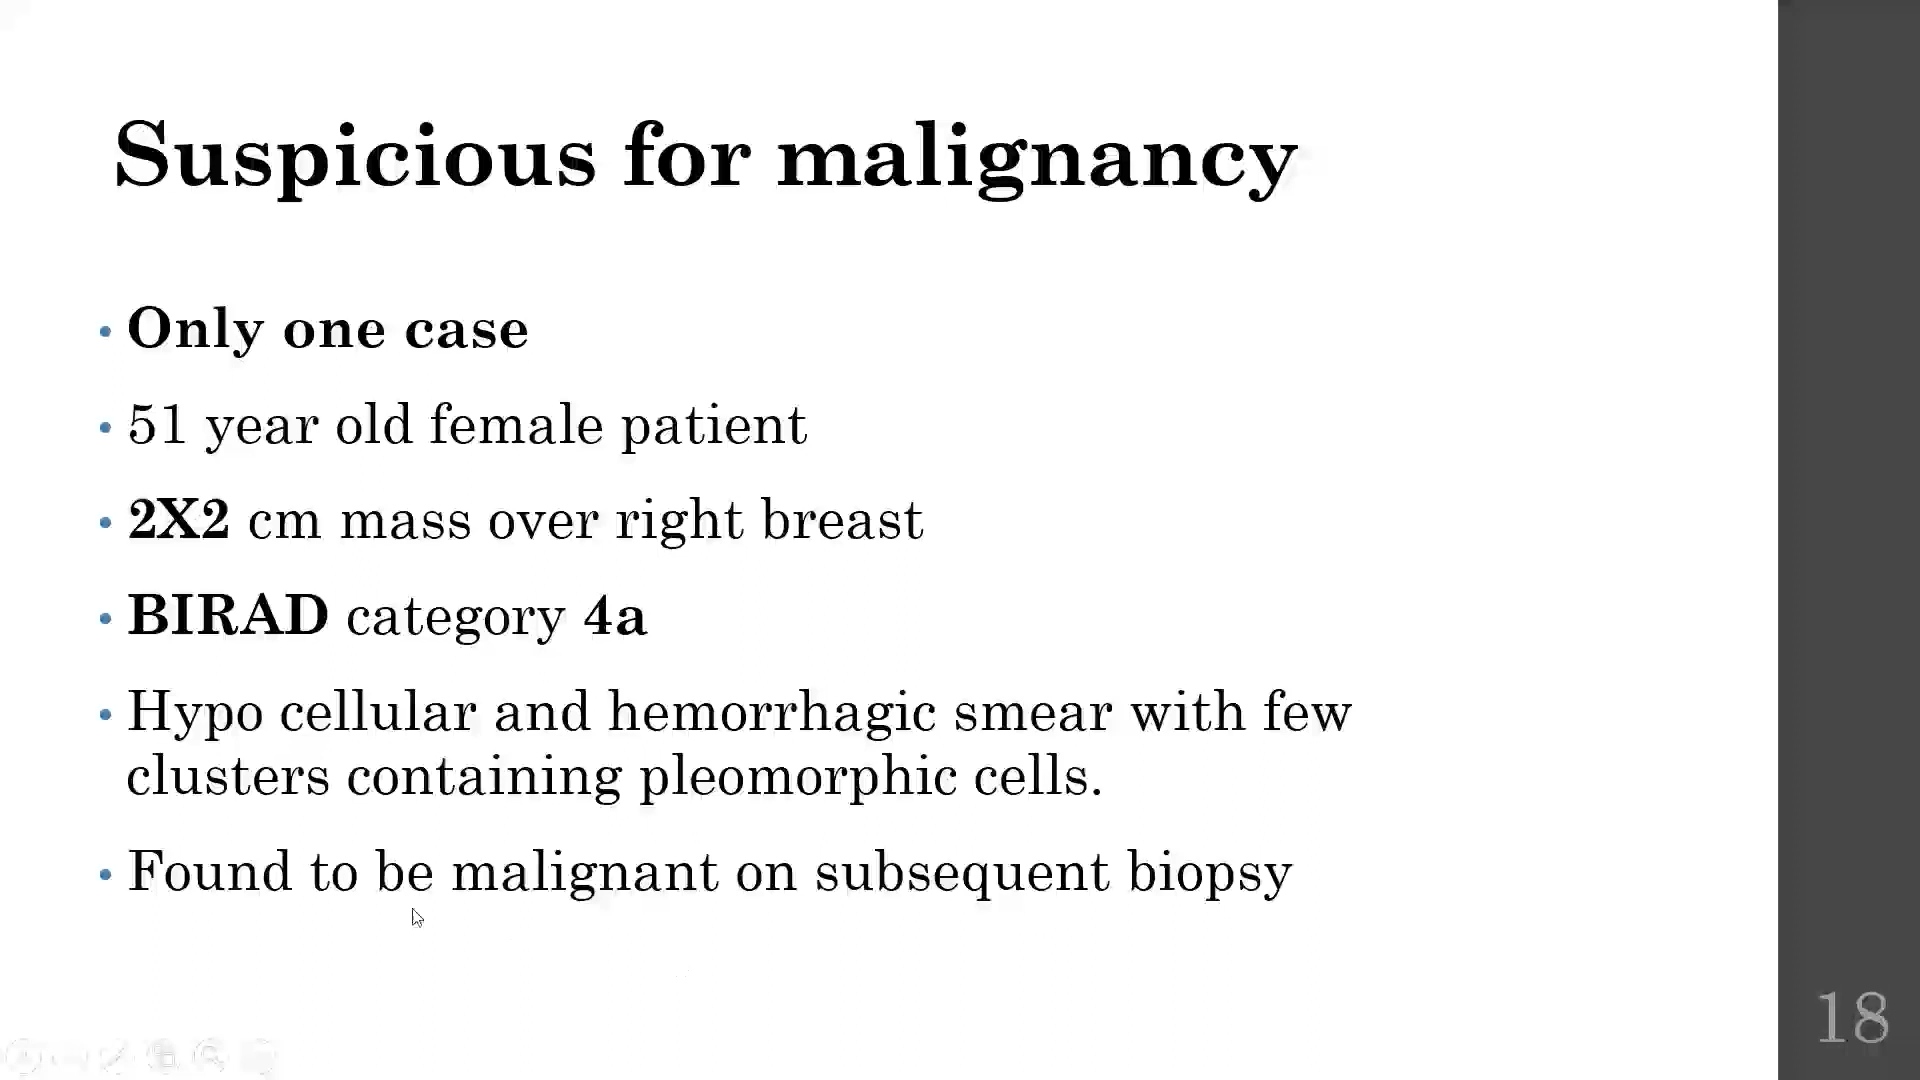 Suspicious for malignancy
• Only one case
• 51 year old female patient
• 2X2 cm mass over right breast
• BIRAD category 4a
• Hypo cellular and hemorrhagic smear with few
clusters containing pleomorphic cells.
• Found to be malignant on subsequent biopsy
18